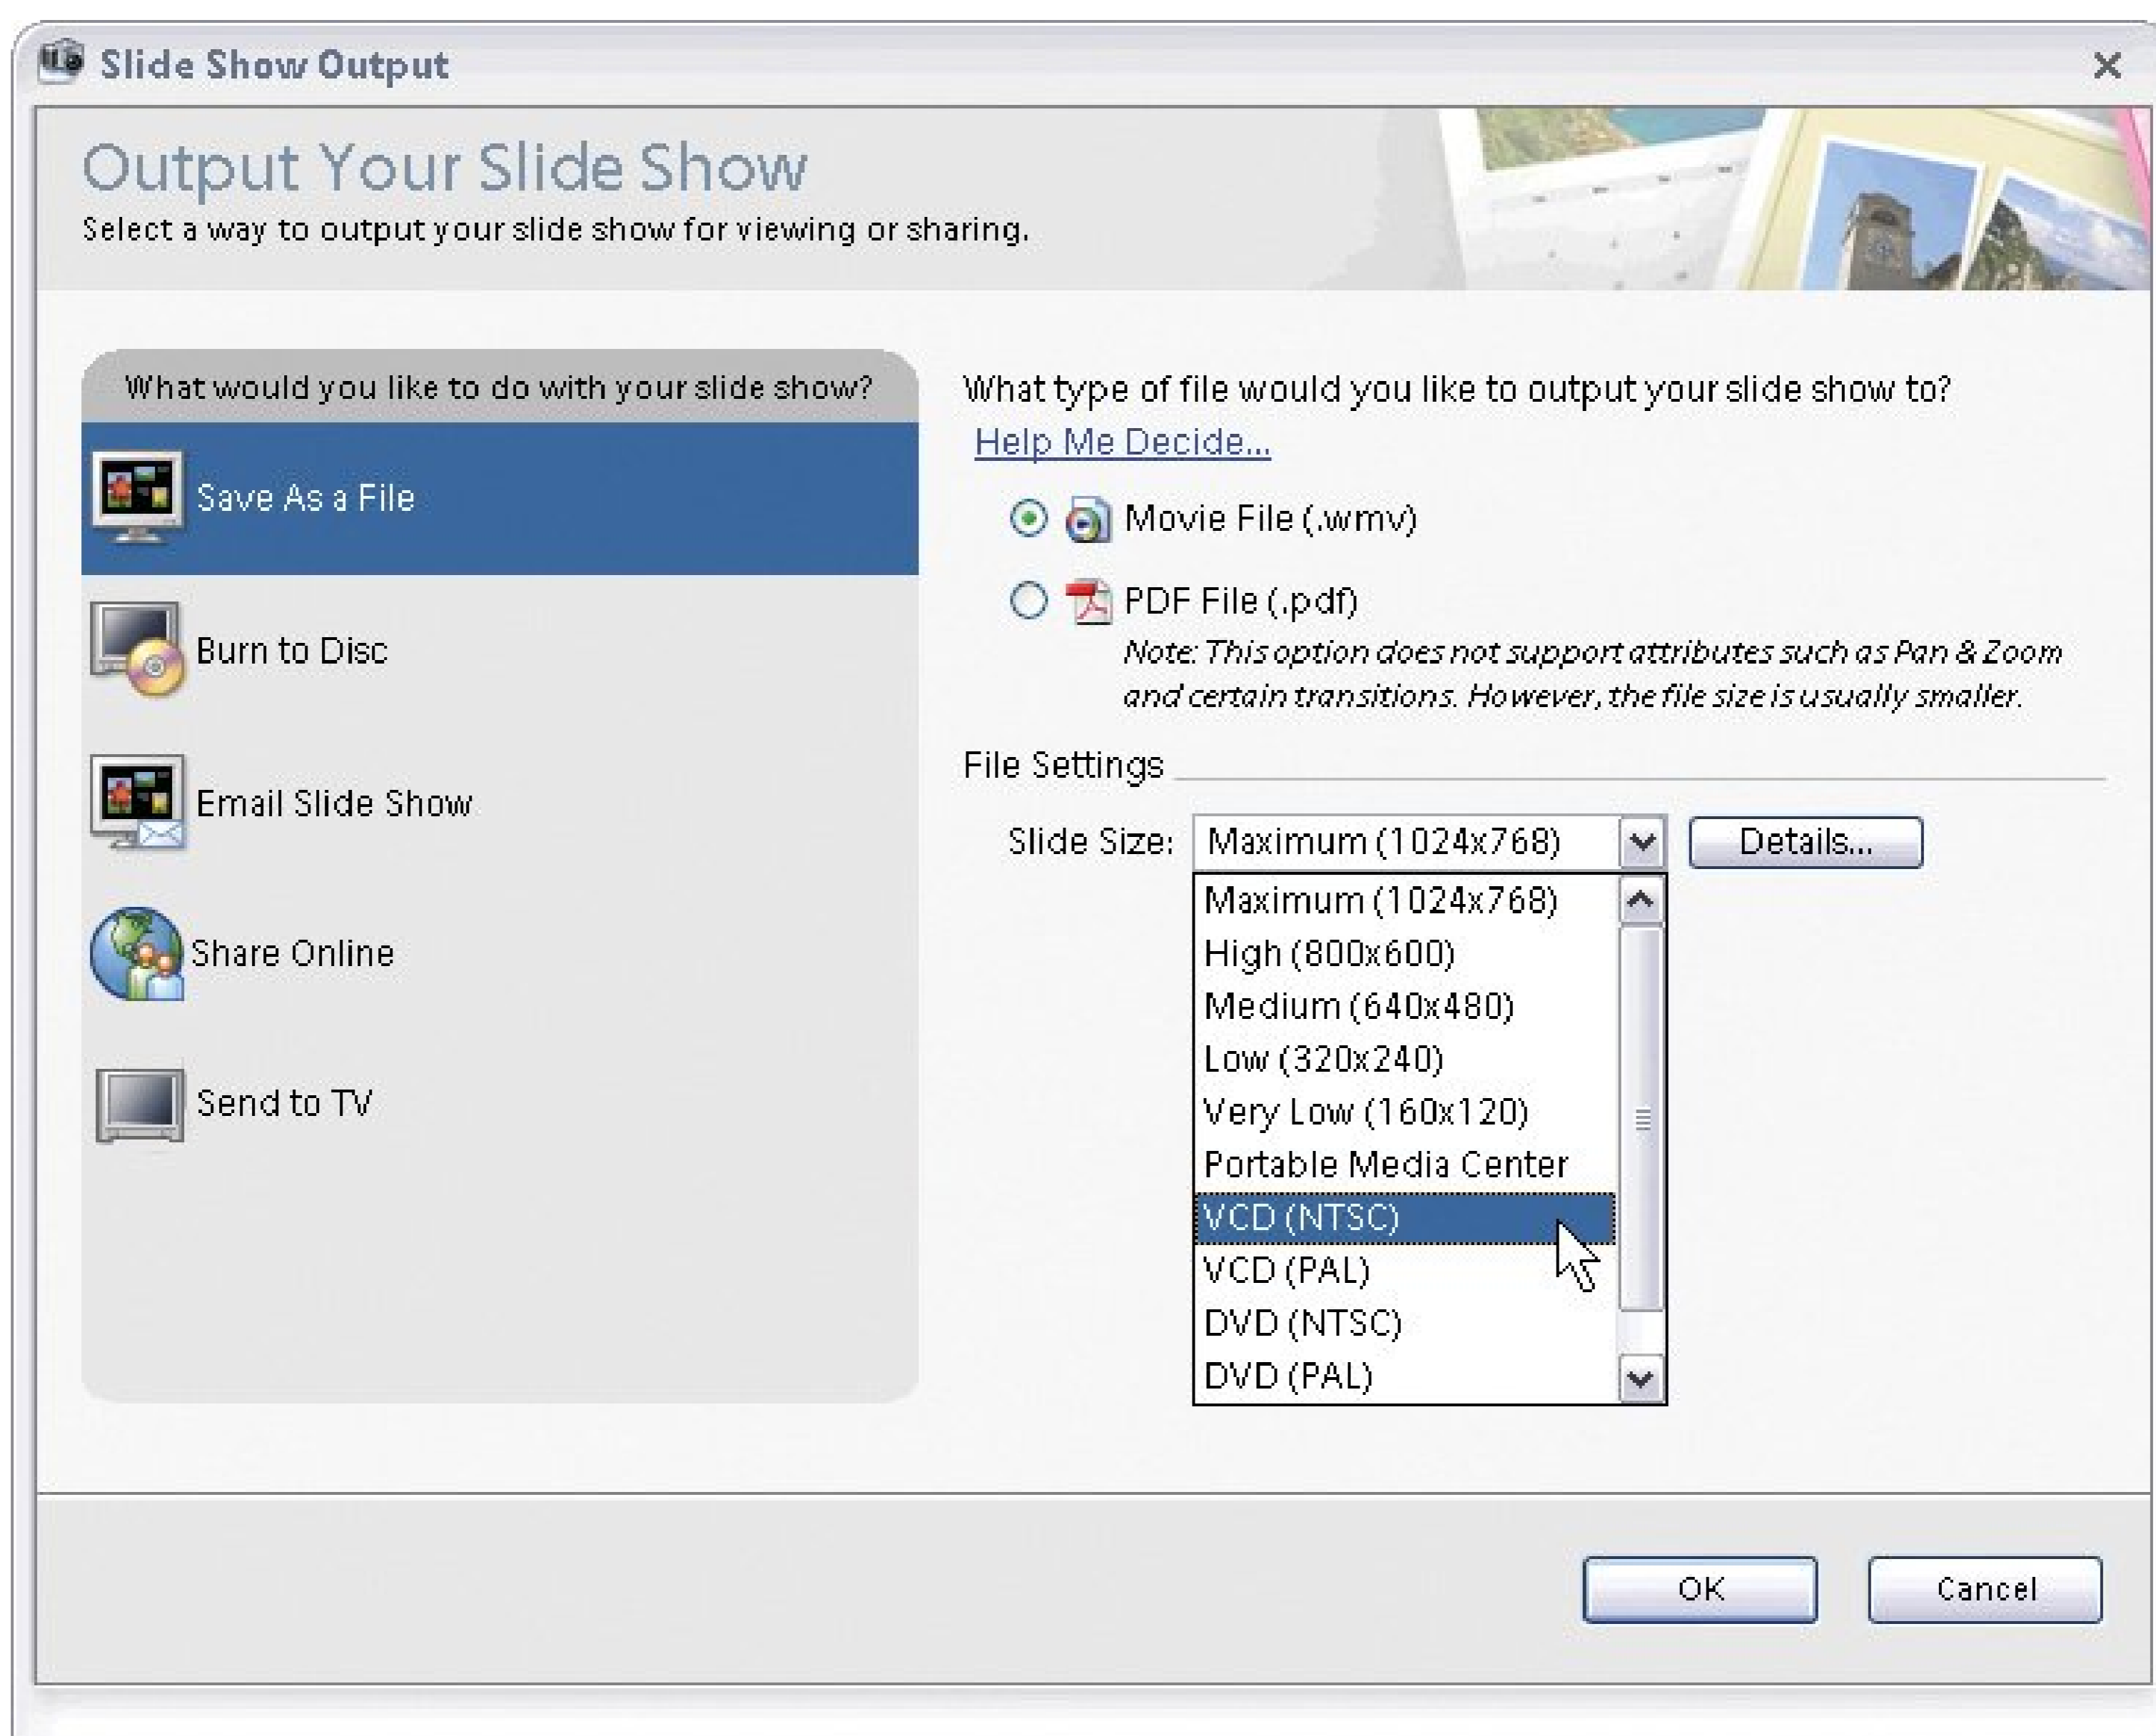 Slide Show Output
Output Your Slide Show
Select a way to output your slide show for viewing or sharing.
What would you like to do with your slide show?
Save As a File
Burn to Disc
Email Slide Show
Share Online
Send to TV
What type of file would you like to output your slide show to?
Help Me Decide...
Movie File (.wmv)
PDF File (.pdf)
Note: This option does not support attributes such as Pan & Zoom
and certain transitions. However, the file size is usually smaller.
File Settings
Slide Size: Maximum (1024x768) Details...
Maximum (1024x768)
High (800x600)
Medium (640x480)
Low (320x240)
Very Low (160x120)
Portable Media Center
VCD (NTSC)
VCD (PAL)
DVD (NTSC)
DVD (PAL)
OK Cancel